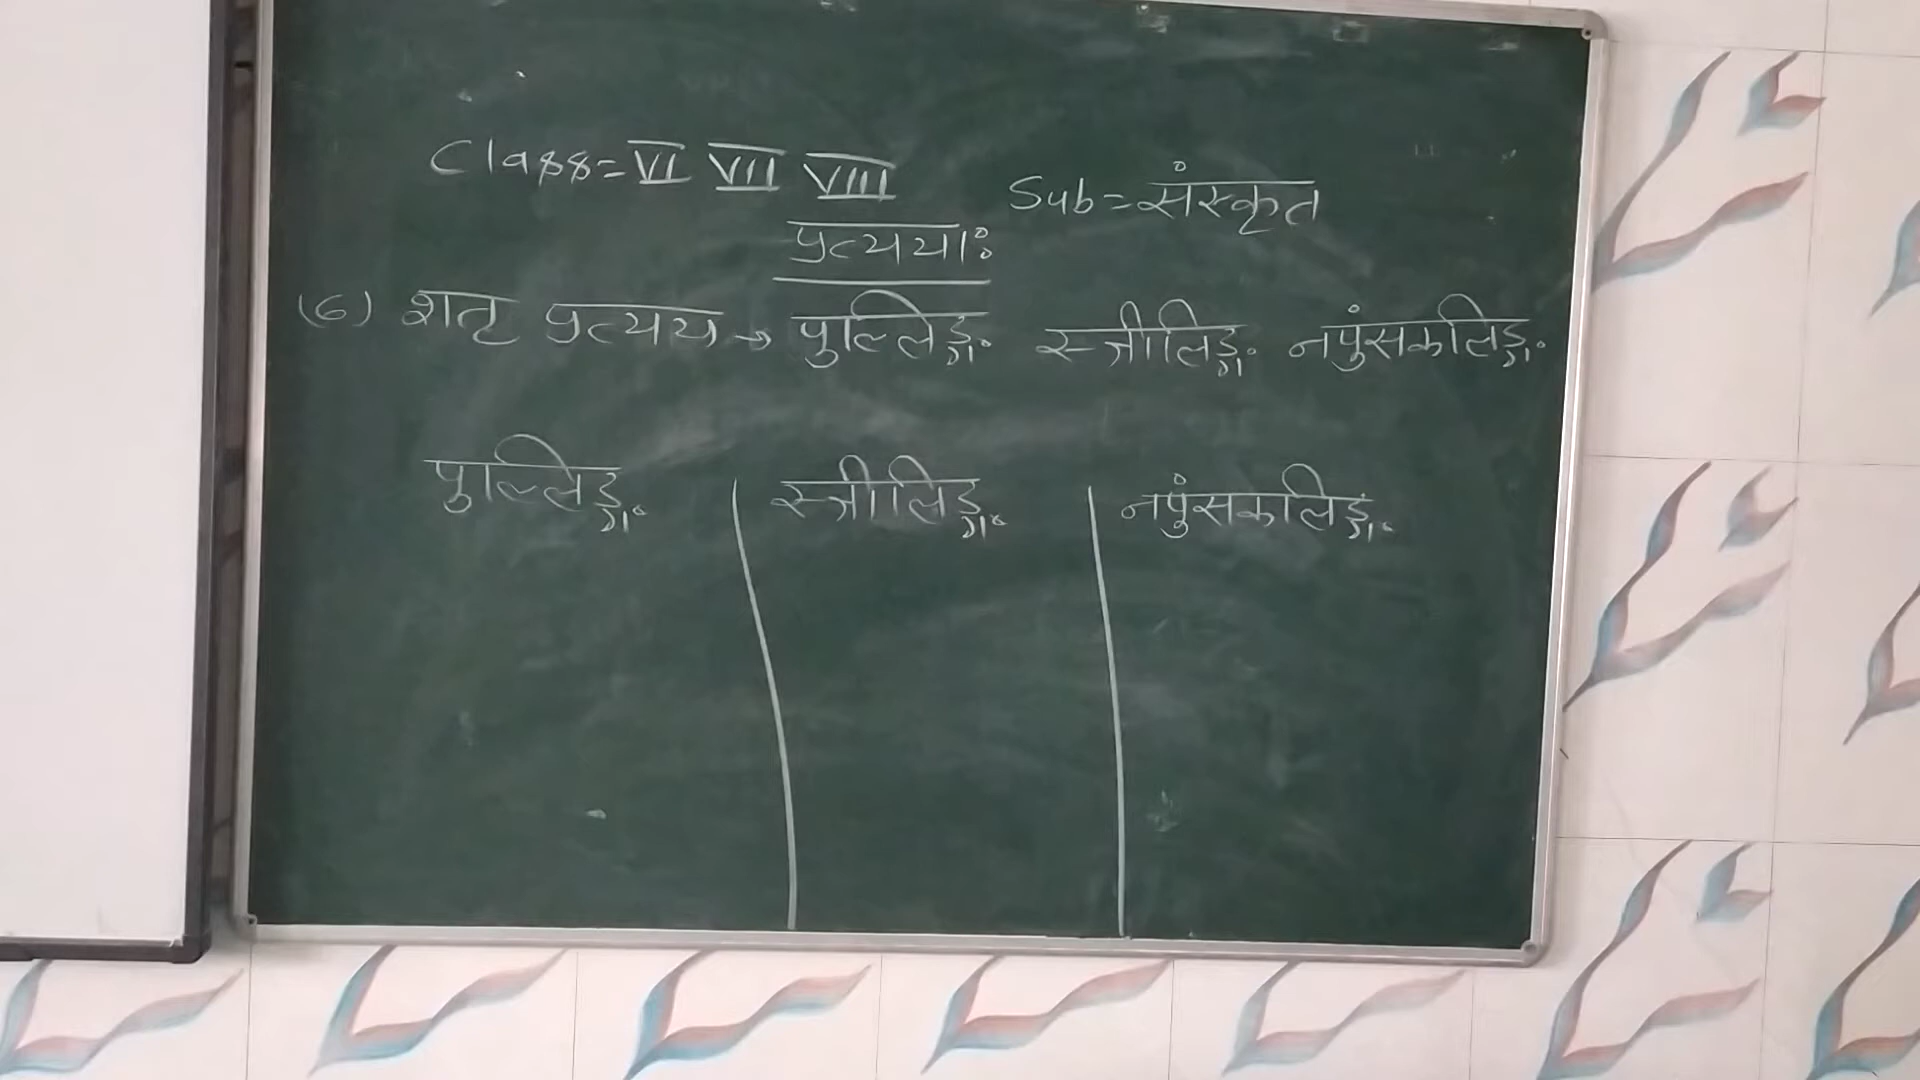 Class = VI VII VIII
Sub = संस्कृत
प्रत्ययाः
(6) शतृ प्रत्यय → पुल्लिङ्ग. स्त्रीलिङ्ग. नपुंसकलिङ्ग.
पुल्लिङ्ग. स्त्रीलिङ्ग. नपुंसकलिङ्ग.